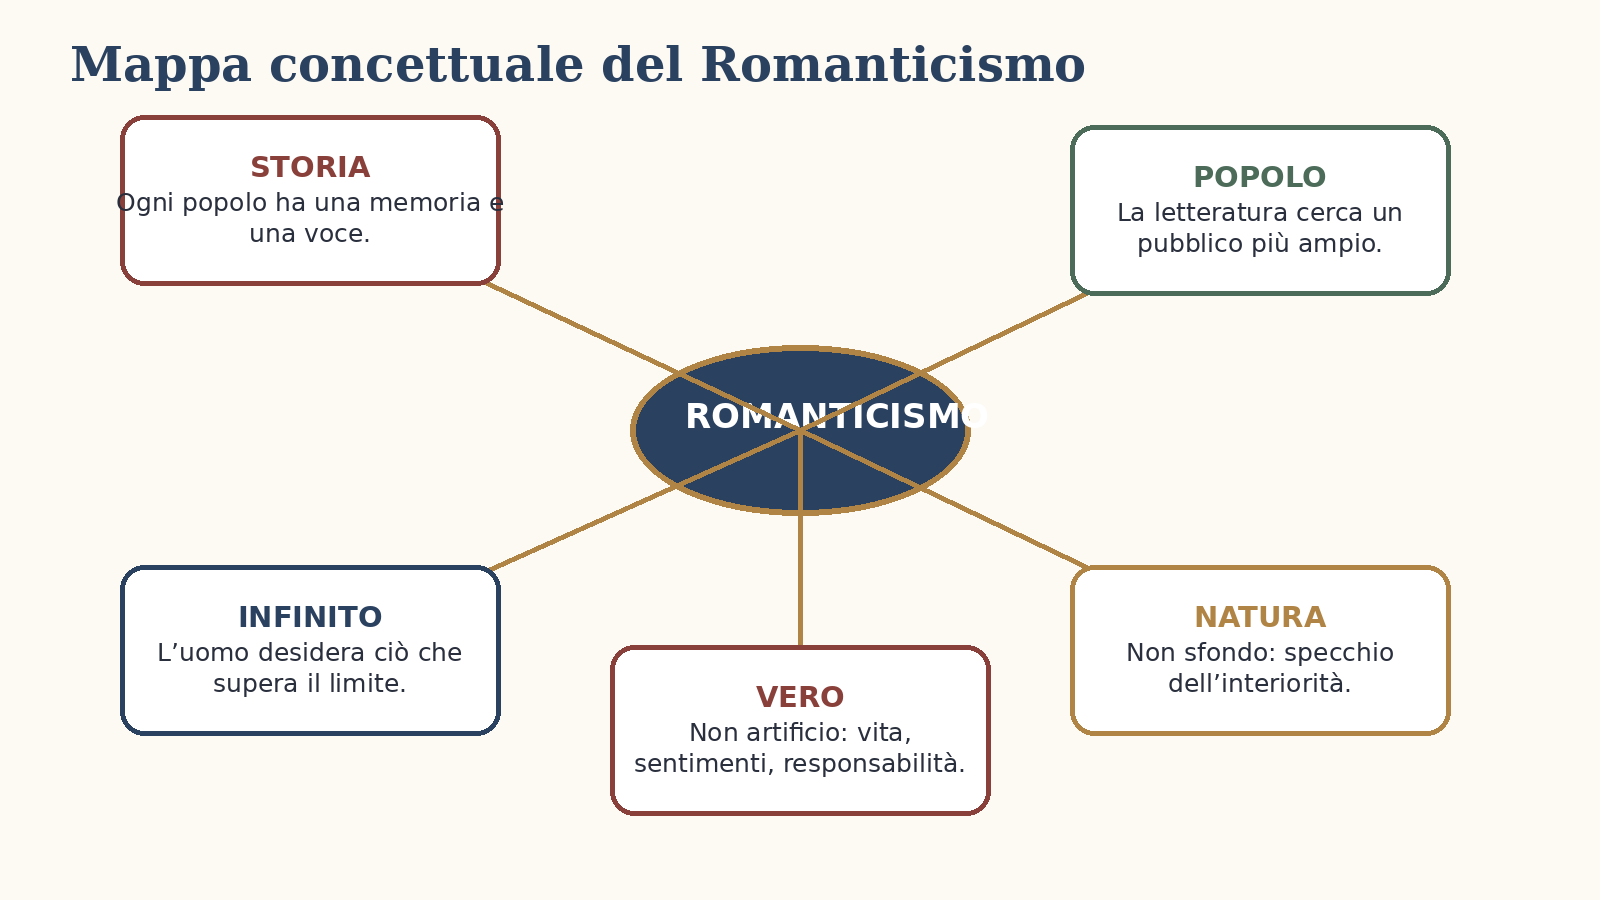 Mappa concettuale del Romanticismo
STORIA
Ogni popolo ha una memoria e
una voce.
POPOLO
La letteratura cerca un
pubblico più ampio.
ROMANTICISMO
INFINITO
L’uomo desidera ciò che
supera il limite.
VERO
Non artificio: vita,
sentimenti, responsabilità.
NATURA
Non sfondo: specchio
dell’interiorità.